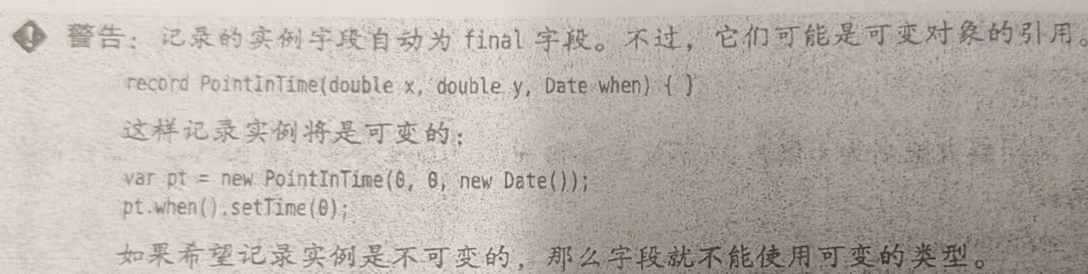 警告：记录的实例字段自动为 final 字段。不过，它们可能是可变对象的引用。
record PointInTime(double x, double y, Date when) { }
这样记录实例将是可变的：
var pt = new PointInTime(0, 0, new Date());
pt.when().setTime(0);
如果希望记录实例是不可变的，那么字段就不能使用可变的类型。